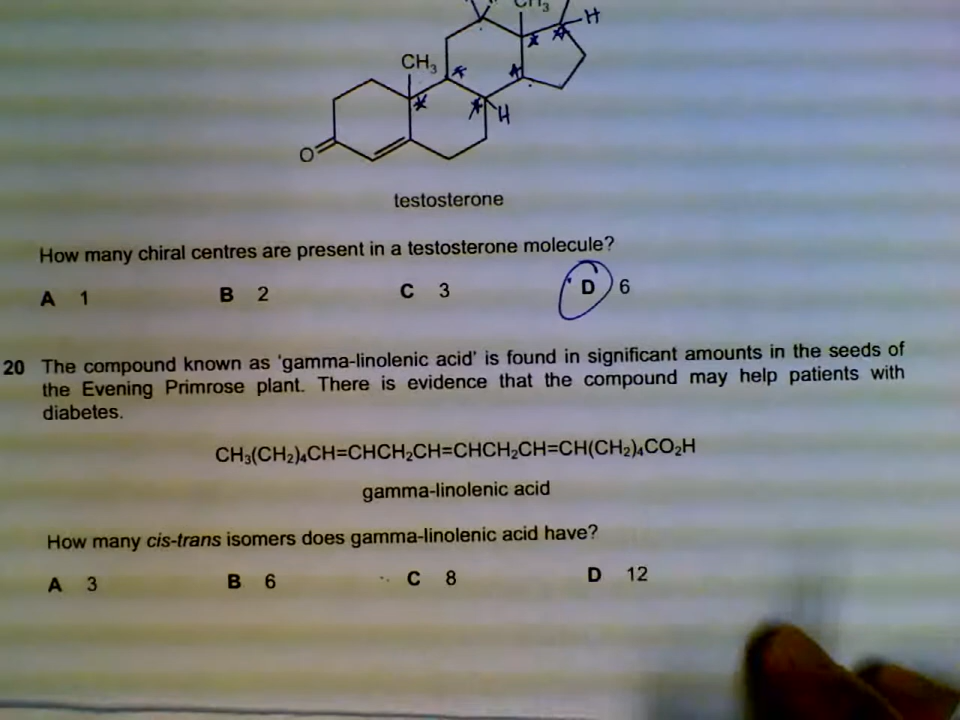 CH₃
H
CH₃
H
O
testosterone
How many chiral centres are present in a testosterone molecule?
A 1 B 2 C 3 D 6
20 The compound known as 'gamma-linolenic acid' is found in significant amounts in the seeds of
the Evening Primrose plant. There is evidence that the compound may help patients with
diabetes.
CH₃(CH₂)₄CH=CHCH₂CH=CHCH₂CH=CH(CH₂)₄CO₂H
gamma-linolenic acid
How many cis-trans isomers does gamma-linolenic acid have?
A 3 B 6 C 8 D 12